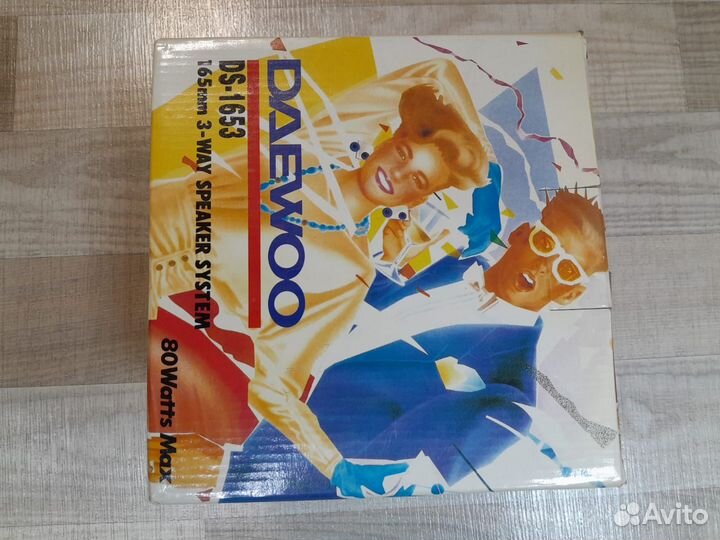 DAEWOO
DS-1653
165mm 3-WAY SPEAKER SYSTEM
80Watts Max
Avito